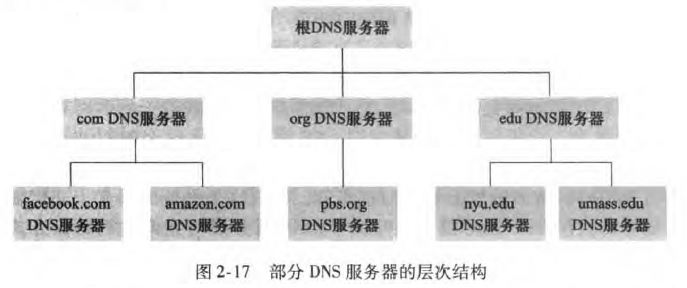 根DNS服务器
com DNS服务器
org DNS服务器
edu DNS服务器
facebook.com
DNS服务器
amazon.com
DNS服务器
pbs.org
DNS服务器
nyu.edu
DNS服务器
umass.edu
DNS服务器
图 2-17 部分 DNS 服务器的层次结构